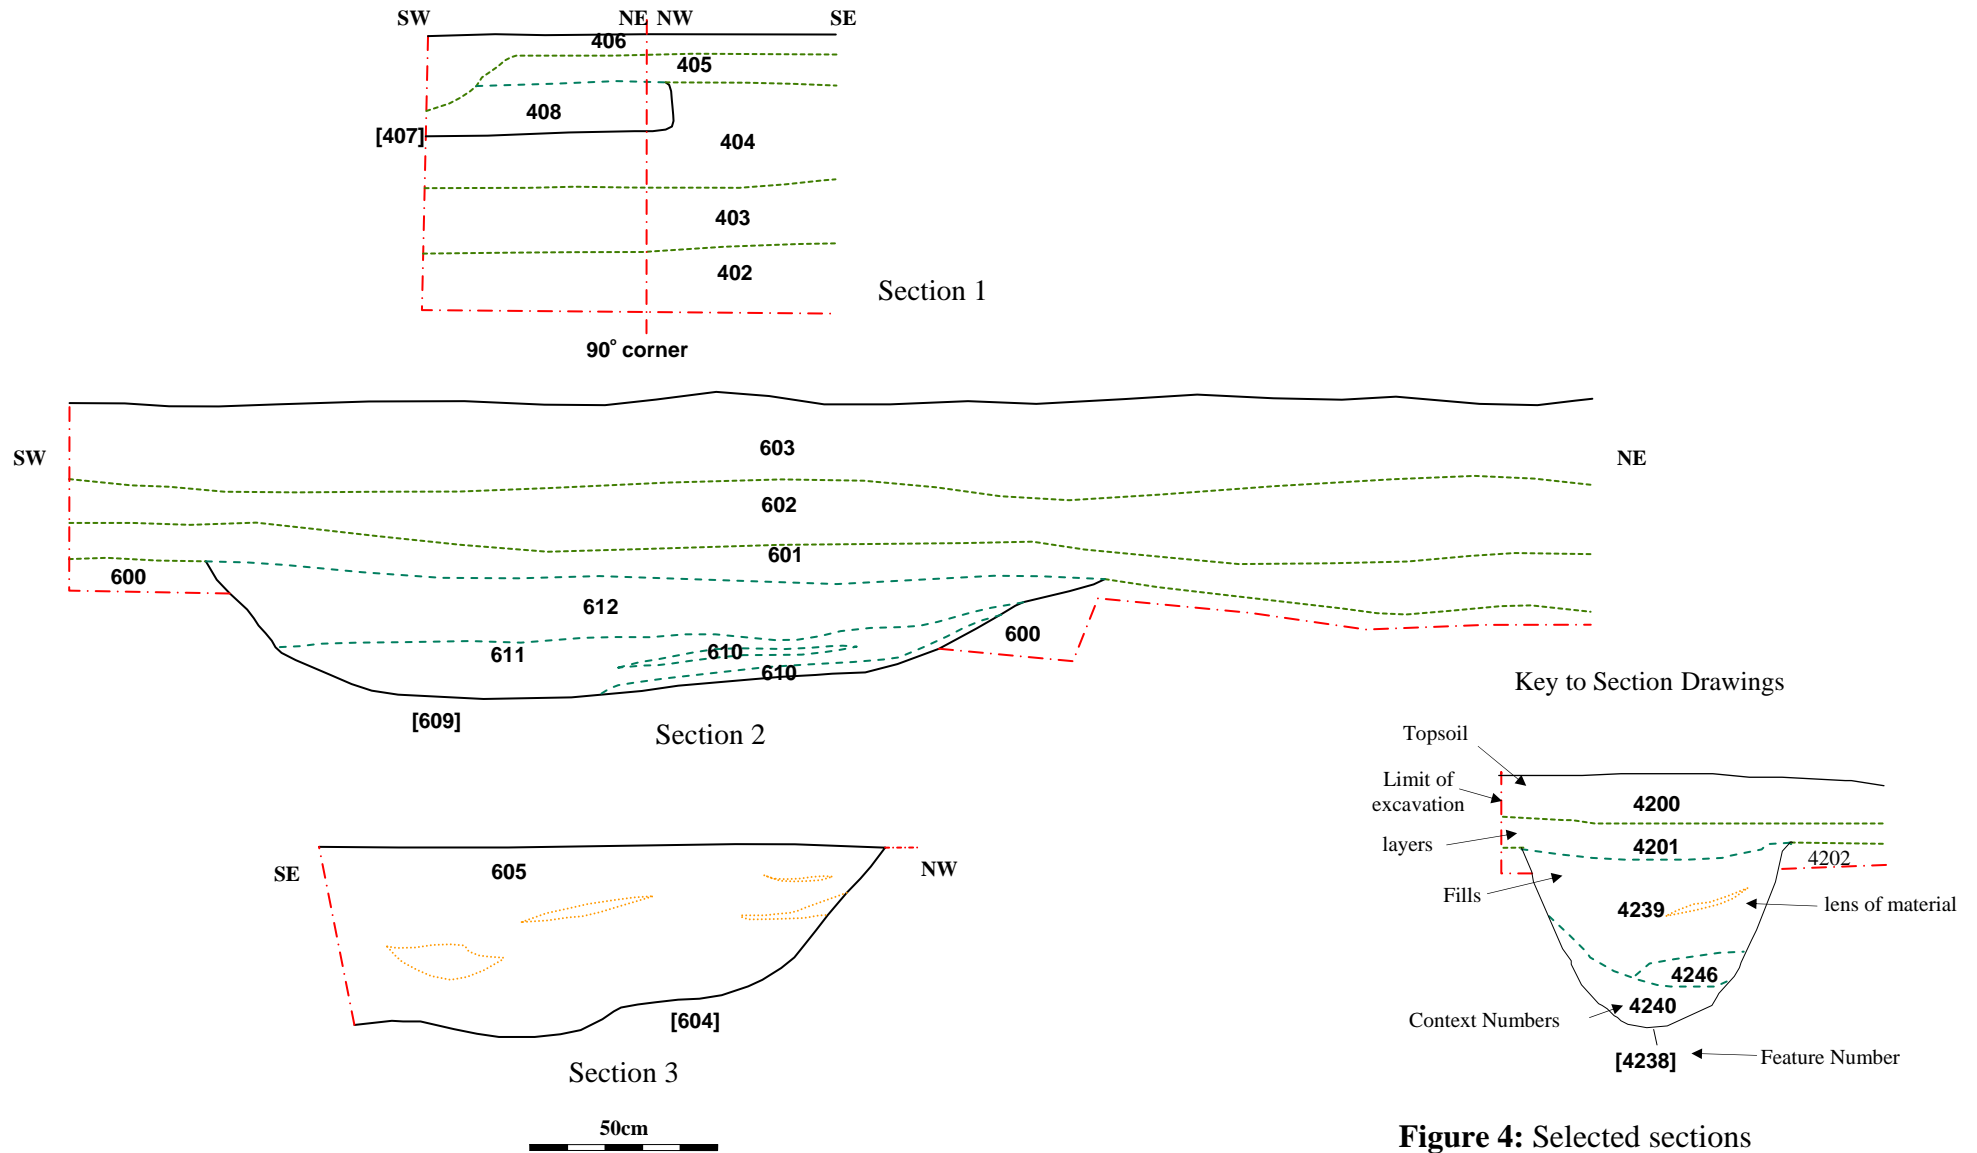 SW NE NW SE
406
405
408
[407]
404
403
402
Section 1
90° corner
603
SW NE
602
601
600
612
600
611 610
610
[609]
Section 2
Key to Section Drawings
Topsoil
Limit of
excavation
4200
layers
4201
4202
Fills
4239
lens of material
4246
4240
Context Numbers
[4238]
Feature Number
605
SE NW
[604]
Section 3
50cm
Figure 4: Selected sections